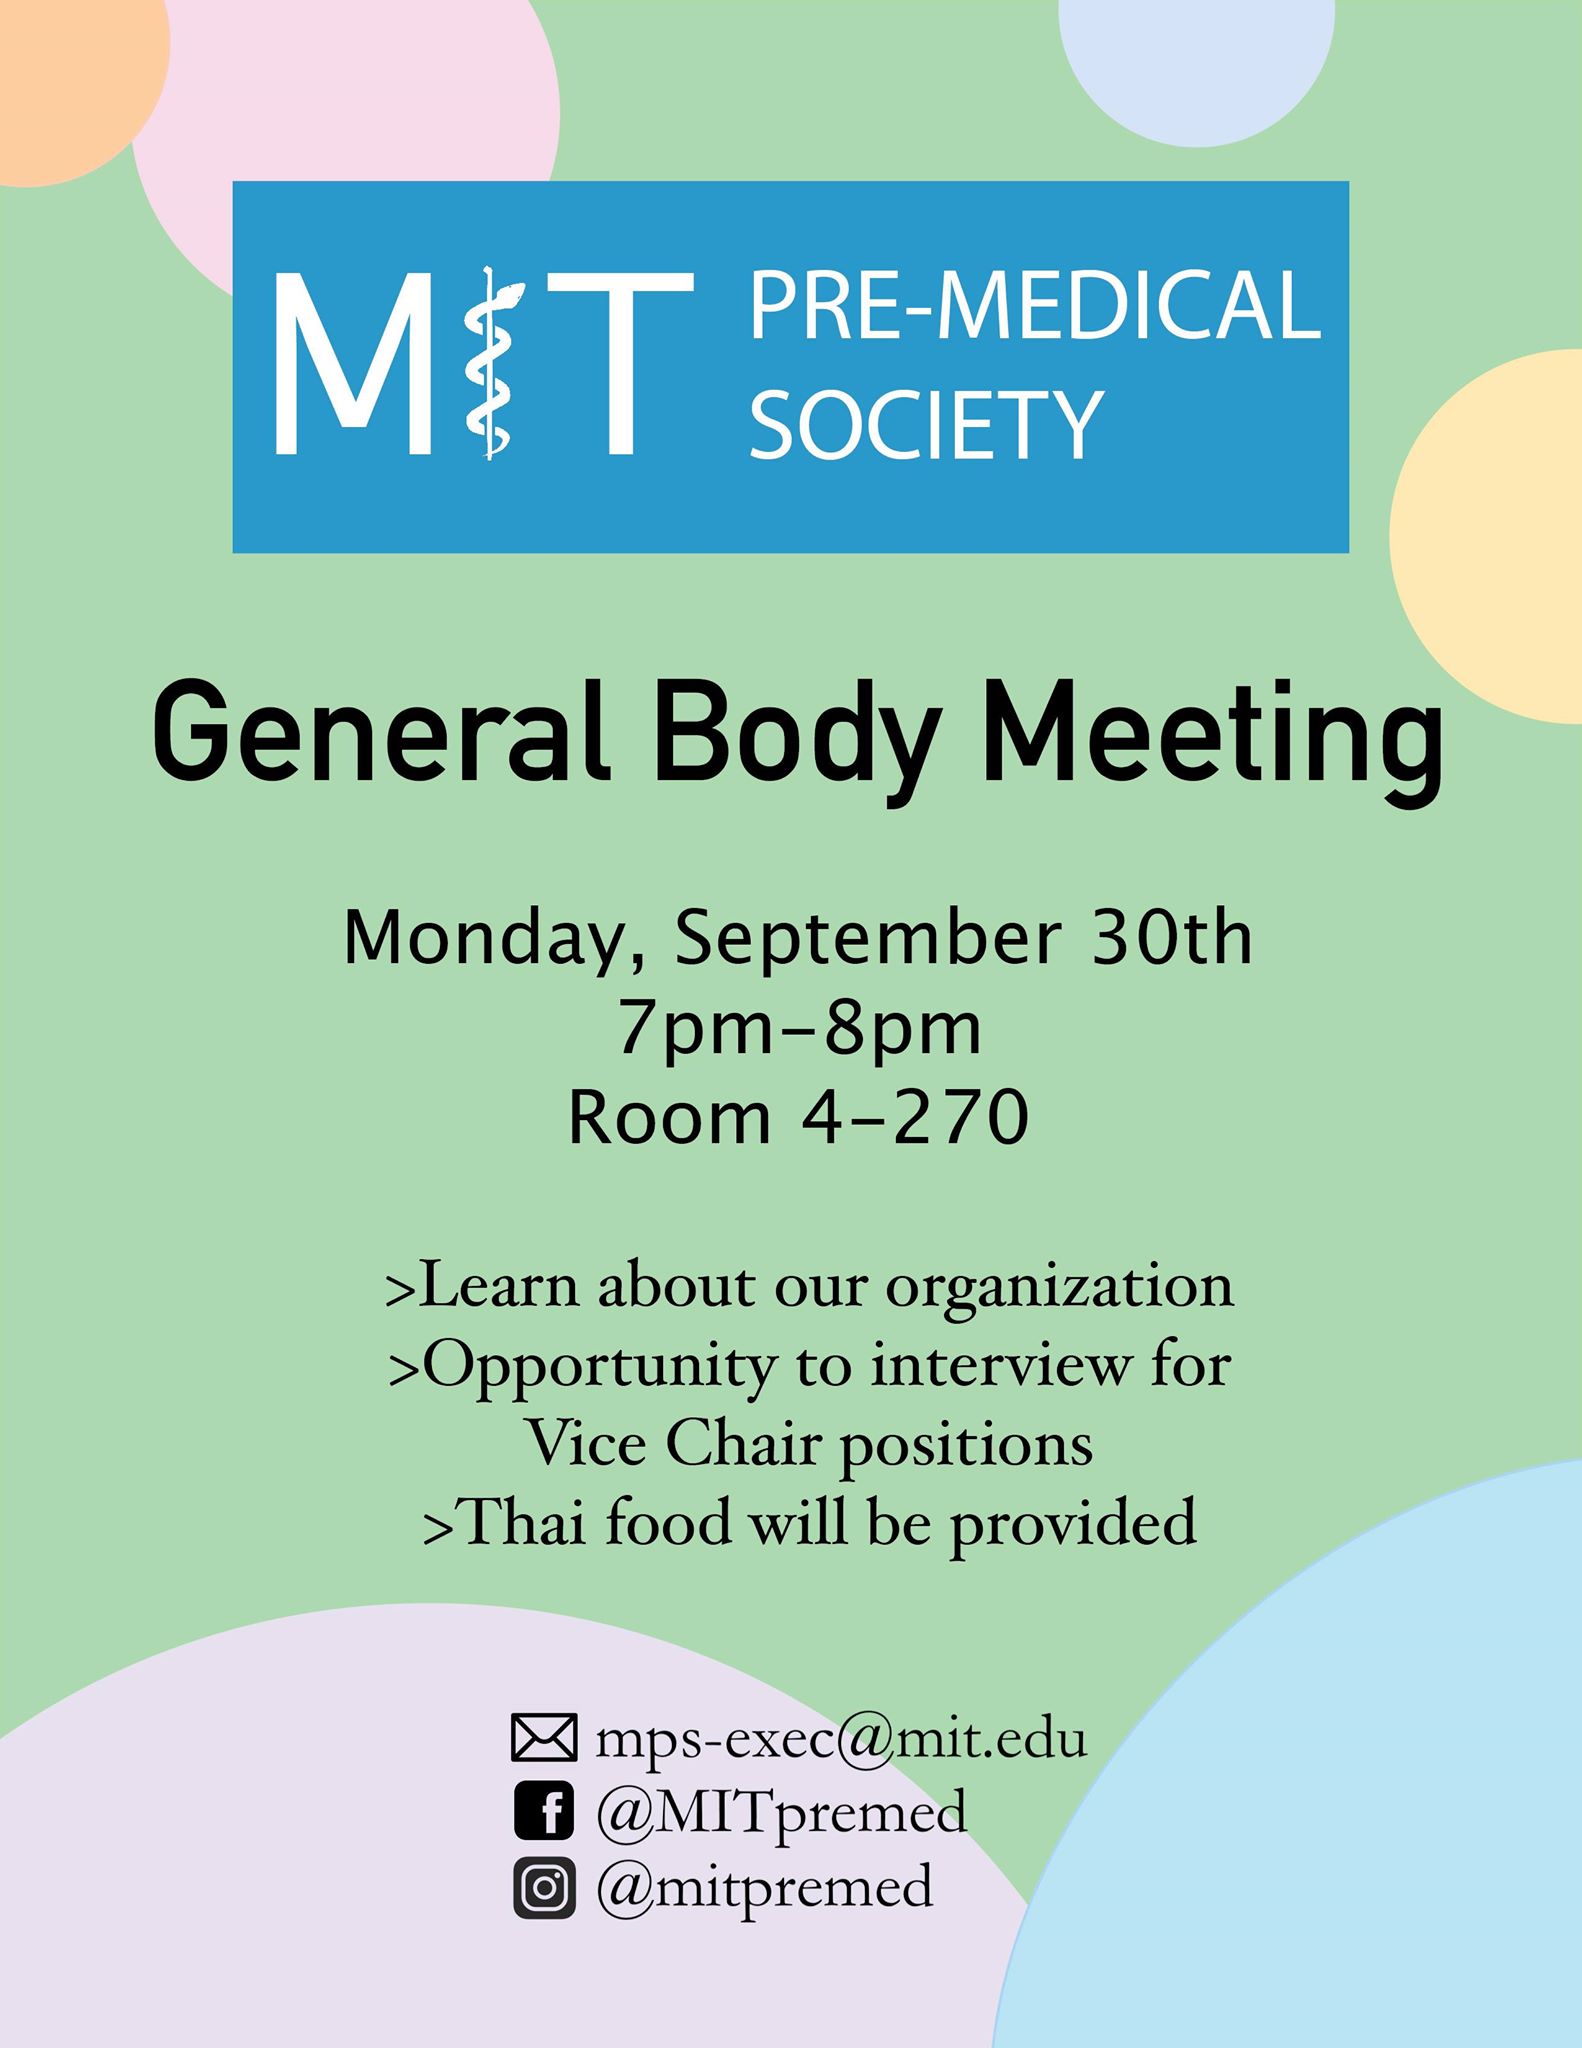 MIT PRE-MEDICAL
SOCIETY
General Body Meeting
Monday, September 30th
7pm-8pm
Room 4-270
>Learn about our organization
>Opportunity to interview for
Vice Chair positions
>Thai food will be provided
mps-exec@mit.edu
@MITpremed
@mitpremed